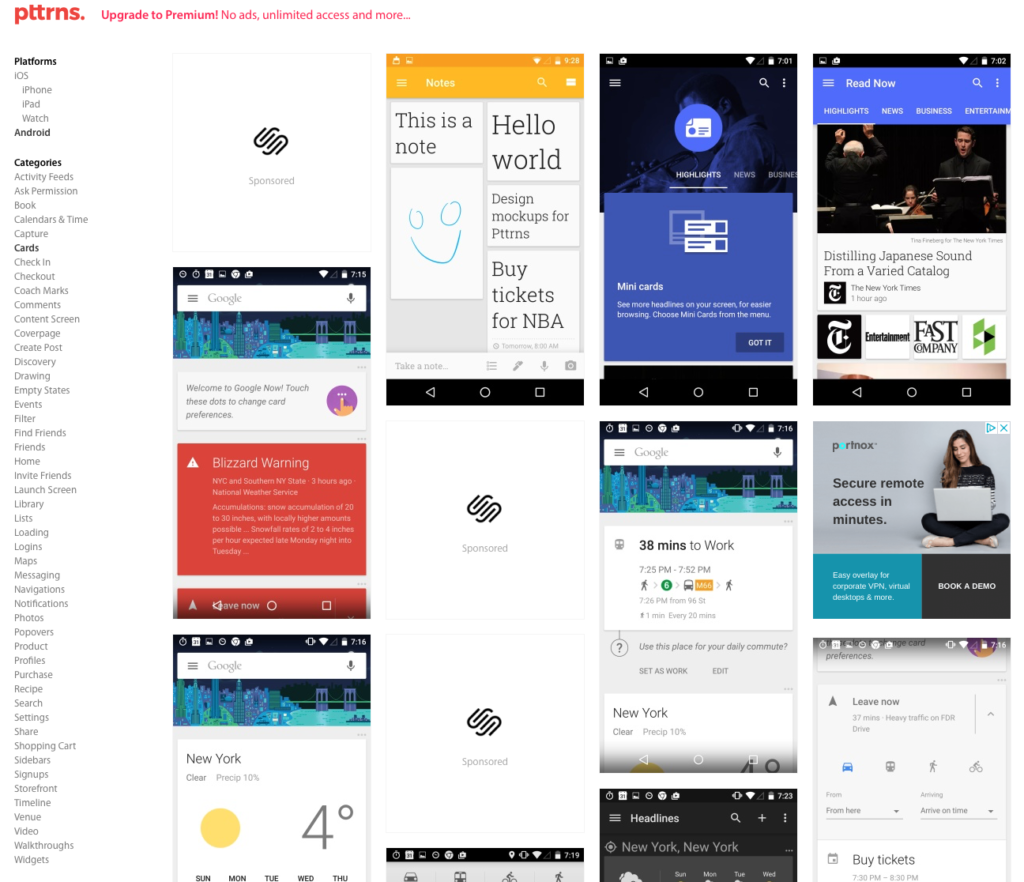 pttrns.
Upgrade to Premium! No ads, unlimited access and more...
Platforms
iOS
iPhone
iPad
Watch
Android
Categories
Activity Feeds
Ask Permission
Book
Calendars & Time
Capture
Cards
Check In
Checkout
Coach Marks
Comments
Content Screen
Coverpage
Create Post
Discovery
Drawing
Empty States
Events
Filter
Find Friends
Friends
Home
Invite Friends
Launch Screen
Library
Lists
Loading
Logins
Maps
Messaging
Navigations
Notifications
Photos
Popovers
Product
Profiles
Purchase
Recipe
Search
Settings
Share
Shopping Cart
Sidebars
Signups
Storefront
Timeline
Venue
Video
Walkthroughs
Widgets
Sponsored
7:15
Google
Welcome to Google Now! Touch
these dots to change card
preferences.
Blizzard Warning
NYC and Southern NY State · 3 hours ago ·
National Weather Service
Accumulations: snow accumulation of 20
to 30 inches, with locally higher amounts
possible ... Snowfall rates of 2 to 4 inches
per hour expected late Monday night into
Tuesday ...
Leave now
31
7:16
Google
New York
Clear Precip 10%
4°
SUN MON TUE WED THU
9:28
Notes
This is a
note
Hello
world
Design
mockups for
Pttrns
Buy
tickets
for NBA
Tomorrow, 8:00 AM
Take a note...
Sponsored
Sponsored
31
7:19
7:01
HIGHLIGHTS NEWS BUSINES
Mini cards
See more headlines on your screen, for easier
browsing. Choose Mini Cards from the menu.
GOT IT
31
7:16
Google
38 mins to Work
7:25 PM - 7:52 PM
6 M66
7:26 PM from 96 St
1 min Every 20 mins
?
Use this place for your daily commute?
SET AS WORK EDIT
New York
Clear Precip 10%
4°
31
7:23
Headlines
New York, New York
Sun Mon Tue Wed
7:02
Read Now
HIGHLIGHTS NEWS BUSINESS ENTERTAINM
Tina Fineberg for The New York Times
Distilling Japanese Sound
From a Varied Catalog
The New York Times
1 hour ago
Entertainment
FAST
COMPANY
portnox
Secure remote
access in
minutes.
Easy overlay for
corporate VPN, virtual
desktops & more.
BOOK A DEMO
7:16
preferences.
Leave now
37 mins · Heavy traffic on FDR
Drive
From Arriving
From here Arrive on time
Buy tickets
7:30 PM – 8:30 PM